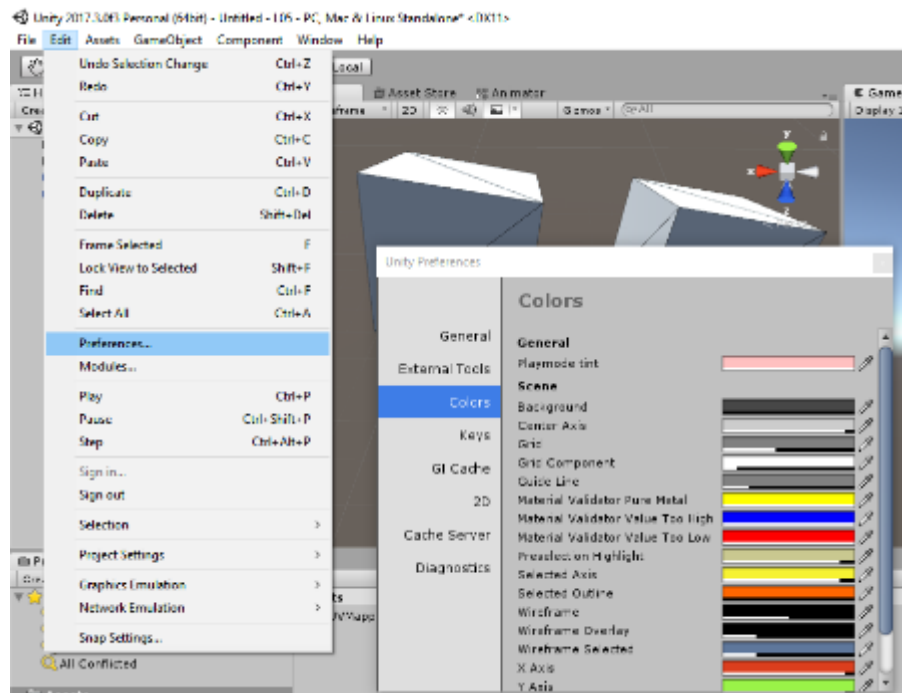 Unity 2017.3.0f3 Personal (64bit) - Untitled - L05 - PC, Mac & Linux Standalone* <DX11>
File Edit Assets GameObject Component Window Help
Local
Asset Store Animator Game
2D Gizmos All Display
Undo Selection Change Ctrl+Z
Redo Ctrl+Y
Cut Ctrl+X
Copy Ctrl+C
Paste Ctrl+V
Duplicate Ctrl+D
Delete Shift+Del
Frame Selected F
Lock View to Selected Shift+F
Find Ctrl+F
Select All Ctrl+A
Preferences...
Modules...
Play Ctrl+P
Pause Ctrl+Shift+P
Step Ctrl+Alt+P
Sign in...
Sign out
Selection
Project Settings
Graphics Emulation
Network Emulation
Snap Settings...
All Conflicted
y
x
z
Unity Preferences
General
External Tools
Colors
Keys
GI Cache
2D
Cache Server
Diagnostics
Colors
General
Playmode tint
Scene
Background
Center Axis
Grid
Grid Component
Guide Line
Material Validator Pure Metal
Material Validator Value Too High
Material Validator Value Too Low
Preselection Highlight
Selected Axis
Selected Outline
Wireframe
Wireframe Overlay
Wireframe Selected
X Axis
Y Axis